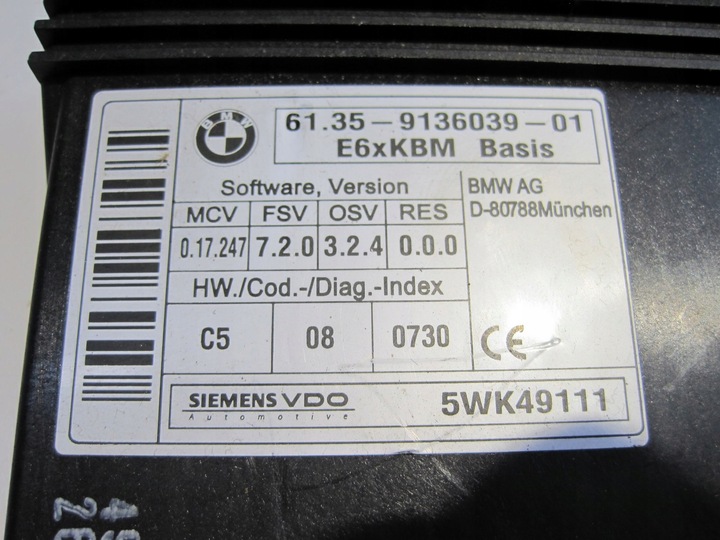 BMW
61.35-9136039-01
E6xKBM Basis
Software, Version
MCV FSV OSV RES
0.17.247 7.2.0 3.2.4 0.0.0
HW./Cod.-/Diag.-Index
C5 08 0730
BMW AG
D-80788München
CE
SIEMENS VDO
Automotive
5WK49111